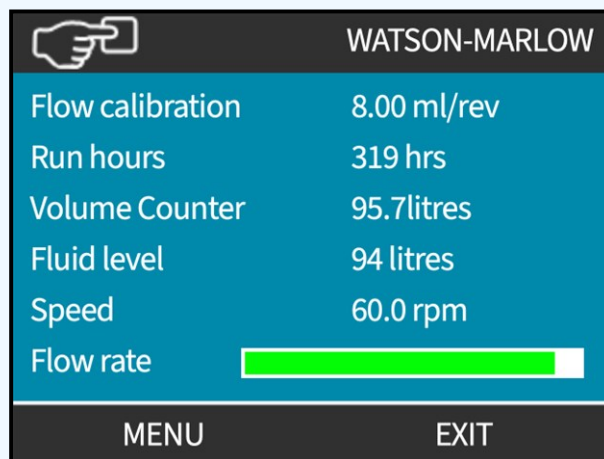 WATSON-MARLOW
Flow calibration 8.00 ml/rev
Run hours 319 hrs
Volume Counter 95.7litres
Fluid level 94 litres
Speed 60.0 rpm
Flow rate
MENU EXIT